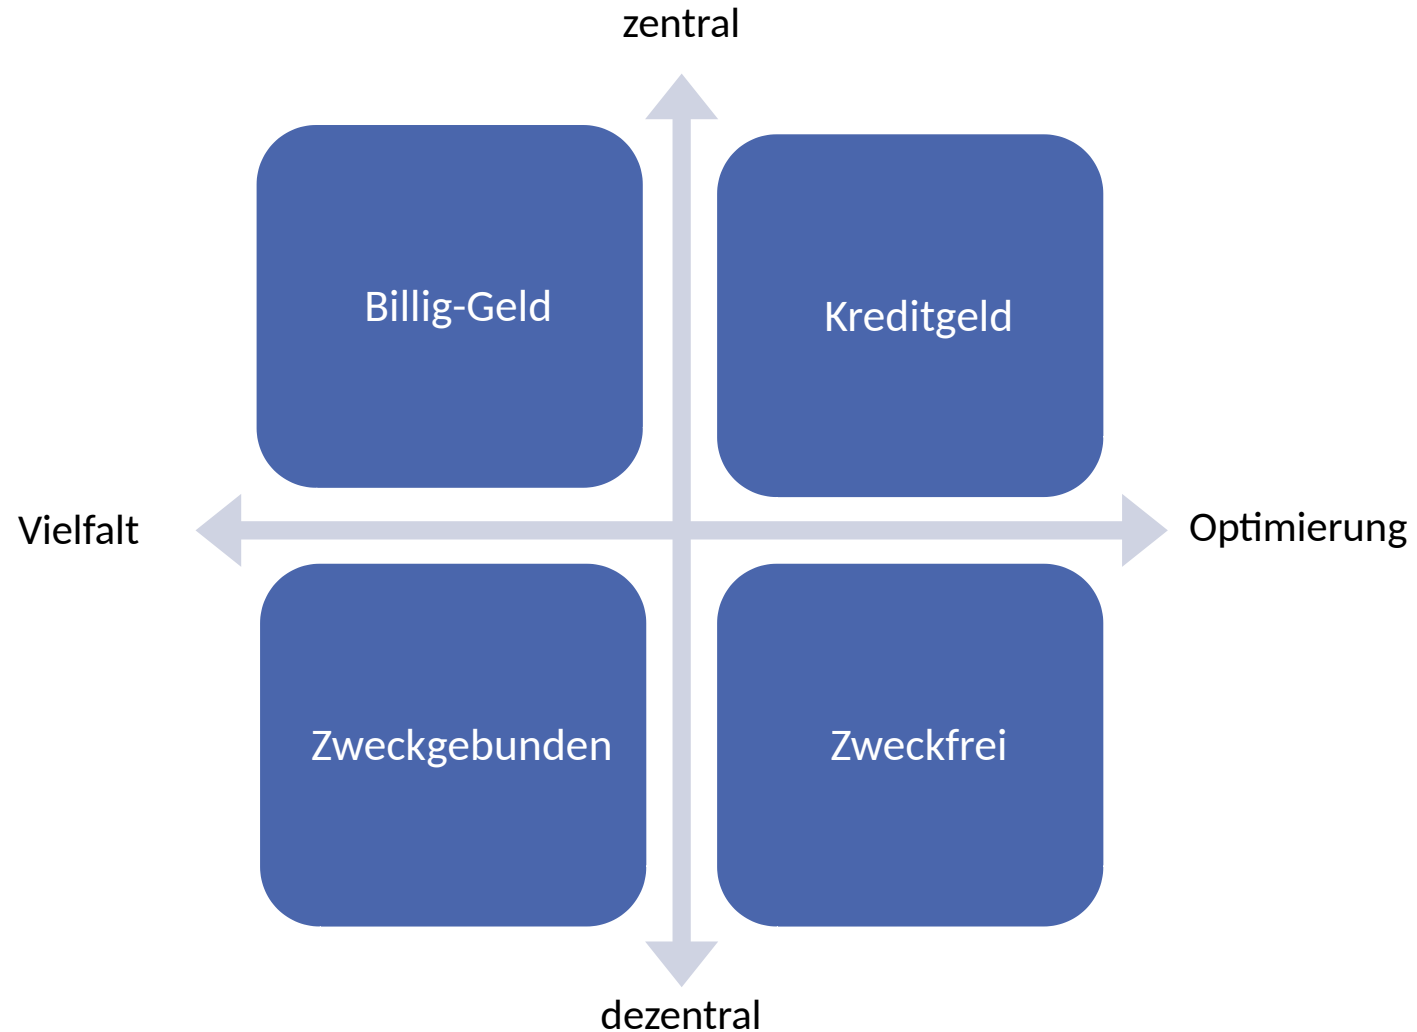 zentral
Billig-Geld
Kreditgeld
Vielfalt
Optimierung
Zweckgebunden
Zweckfrei
dezentral